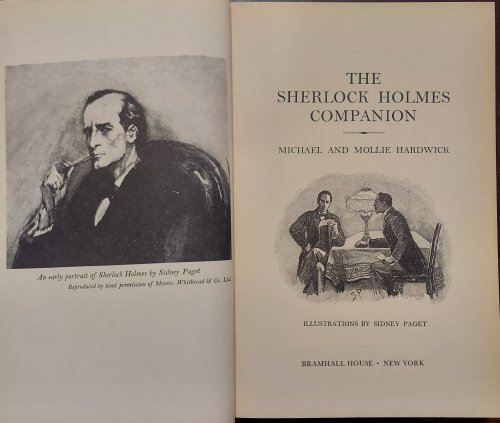 An early portrait of Sherlock Holmes by Sidney Paget
Reproduced by kind permission of Messrs. Whitbread & Co. Ltd.
THE
SHERLOCK HOLMES
COMPANION
MICHAEL AND MOLLIE HARDWICK
ILLUSTRATIONS BY SIDNEY PAGET
BRAMHALL HOUSE · NEW YORK